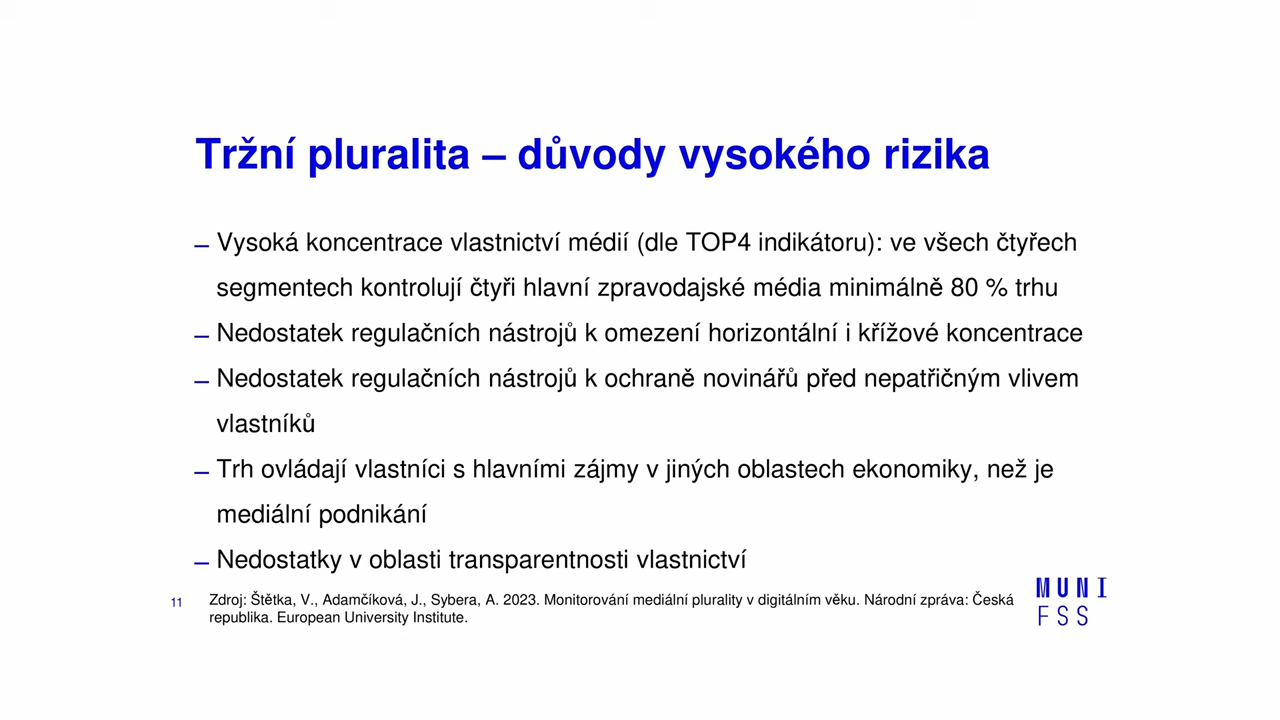 Tržní pluralita – důvody vysokého rizika
– Vysoká koncentrace vlastnictví médií (dle TOP4 indikátoru): ve všech čtyřech
segmentech kontrolují čtyři hlavní zpravodajské média minimálně 80 % trhu
– Nedostatek regulačních nástrojů k omezení horizontální i křížové koncentrace
– Nedostatek regulačních nástrojů k ochraně novinářů před nepatřičným vlivem
vlastníků
– Trh ovládají vlastníci s hlavními zájmy v jiných oblastech ekonomiky, než je
mediální podnikání
– Nedostatky v oblasti transparentnosti vlastnictví
11
Zdroj: Štětka, V., Adamčíková, J., Sybera, A. 2023. Monitorování mediální plurality v digitálním věku. Národní zpráva: Česká
republika. European University Institute.
MUNI
FSS